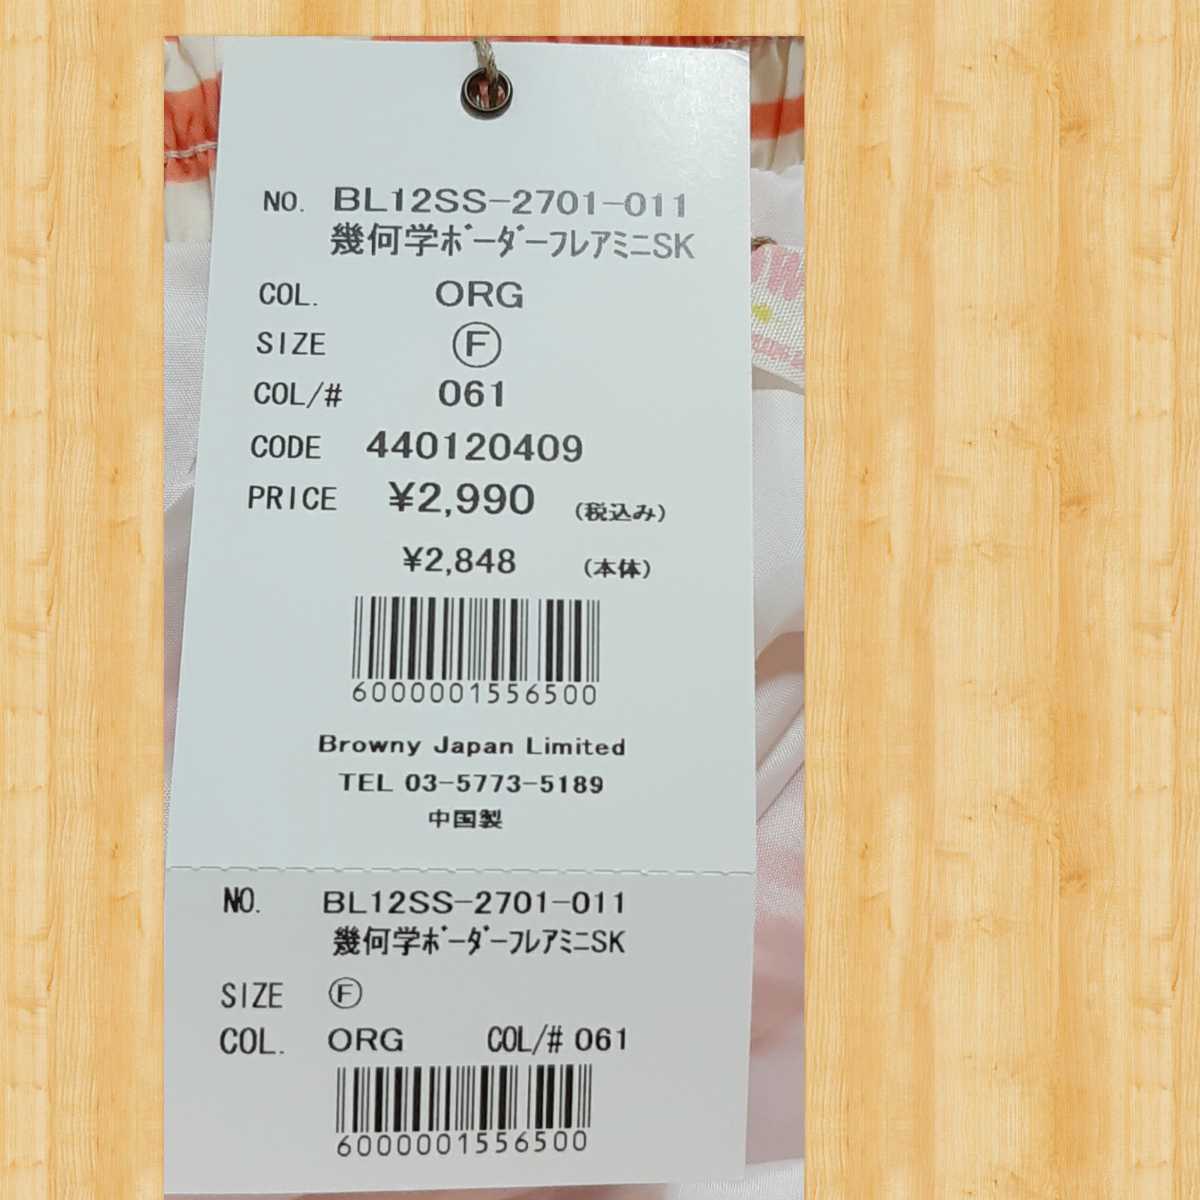 NO. BL12SS-2701-011
幾何学ﾎﾞｰﾀﾞｰﾌﾚｱﾐﾆSK
COL. ORG
SIZE Ⓕ
COL/# 061
CODE 440120409
PRICE ¥2,990 (税込み)
¥2,848 (本体)
6000001556500
Browny Japan Limited
TEL 03-5773-5189
中国製
NO. BL12SS-2701-011
幾何学ﾎﾞｰﾀﾞｰﾌﾚｱﾐﾆSK
SIZE Ⓕ
COL. ORG COL/# 061
6000001556500